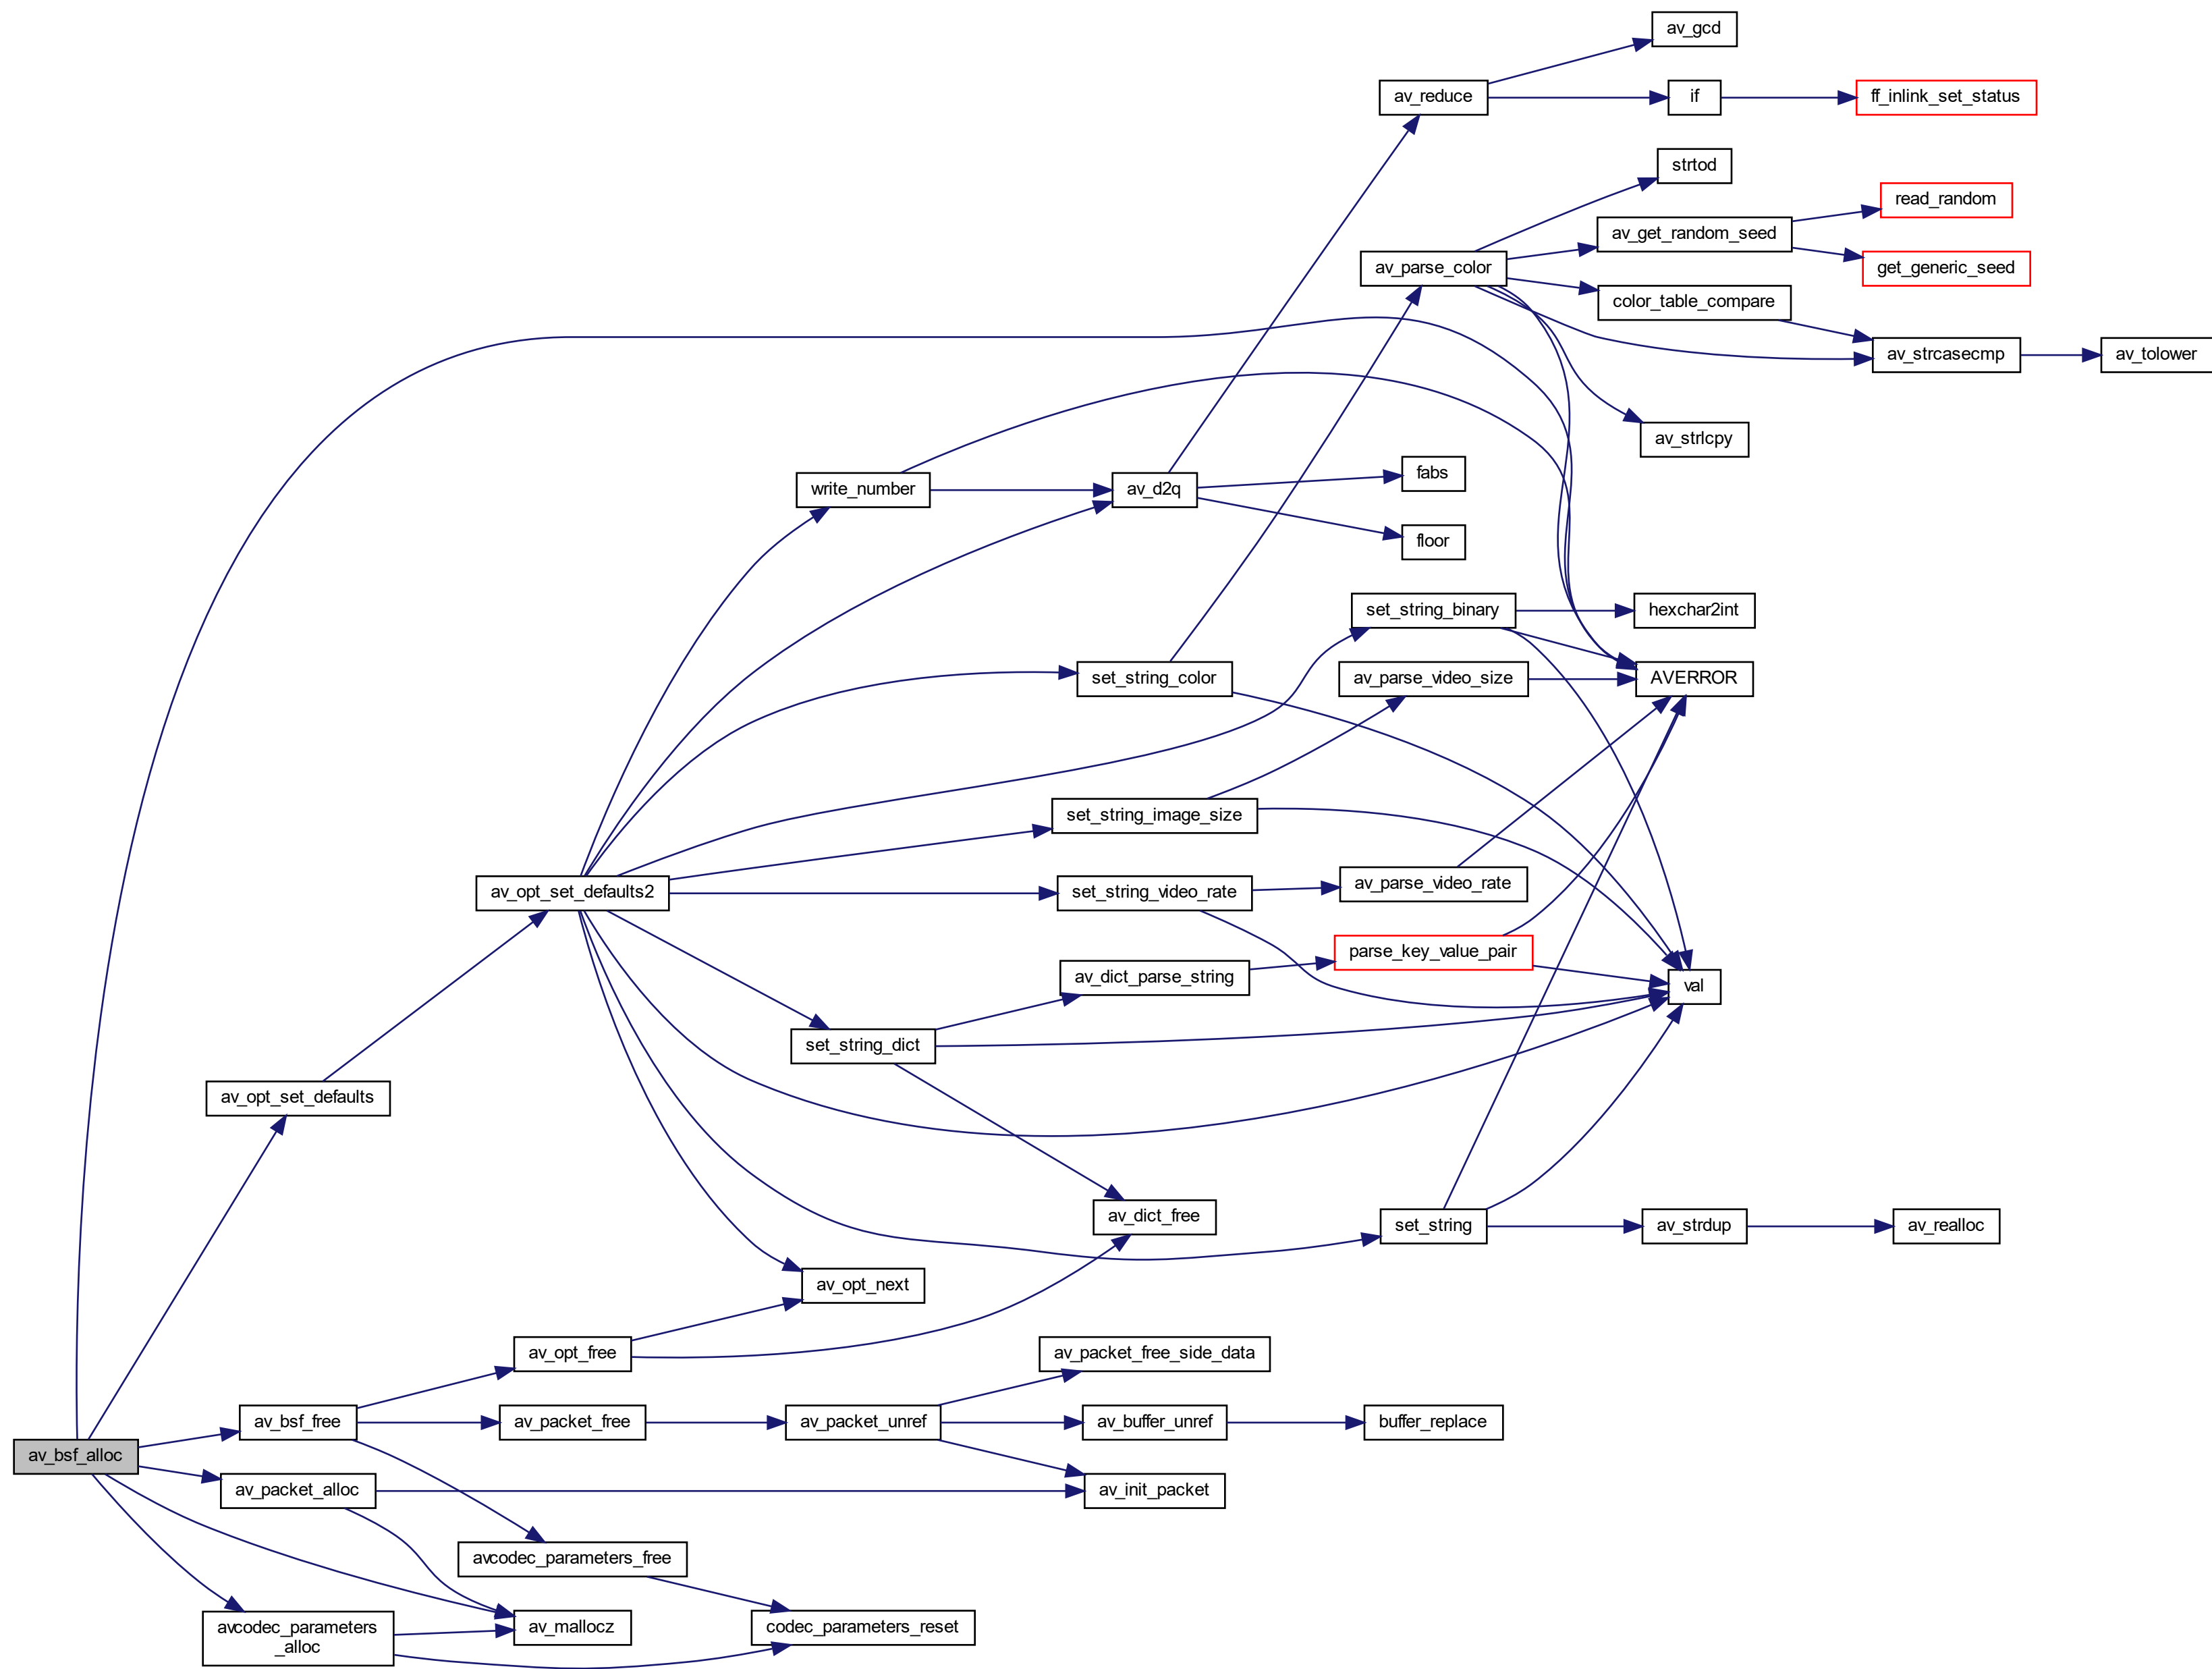 av_gcd
av_reduce
if
ff_inlink_set_status
strtod
read_random
av_get_random_seed
av_parse_color
get_generic_seed
color_table_compare
av_strcasecmp
av_tolower
av_strlcpy
fabs
write_number
av_d2q
floor
set_string_binary
hexchar2int
set_string_color
av_parse_video_size
AVERROR
set_string_image_size
av_opt_set_defaults2
set_string_video_rate
av_parse_video_rate
parse_key_value_pair
av_dict_parse_string
val
set_string_dict
av_opt_set_defaults
av_dict_free
set_string
av_strdup
av_realloc
av_opt_next
av_opt_free
av_packet_free_side_data
av_bsf_free
av_packet_free
av_packet_unref
av_buffer_unref
buffer_replace
av_bsf_alloc
av_packet_alloc
av_init_packet
avcodec_parameters_free
avcodec_parameters
_alloc
av_mallocz
codec_parameters_reset